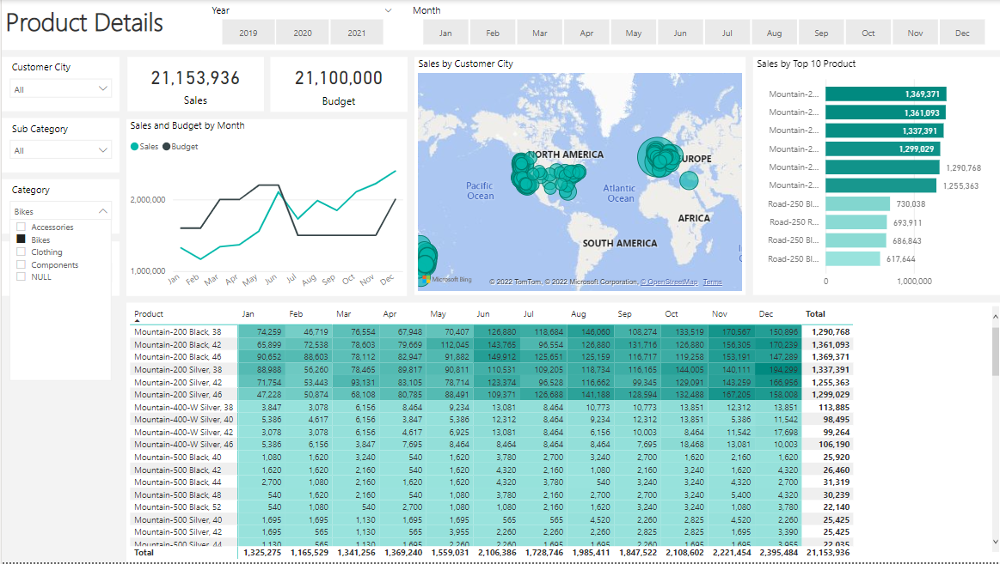 Product Details
Year
2019 2020 2021
Month
Jan Feb Mar Apr May Jun Jul Aug Sep Oct Nov Dec
Customer City
All
Sub Category
All
Category
Bikes
Accessories
Bikes
Clothing
Components
NULL
21,153,936
Sales
21,100,000
Budget
Sales and Budget by Month
Sales Budget
2,000,000
1,000,000
Jan Feb Mar Apr May Jun Jul Aug Sep Oct Nov Dec
Sales by Customer City
NORTH AMERICA
EUROPE
Pacific
Ocean
Atlantic
Ocean
AFRICA
SOUTH AMERICA
Microsoft Bing
© 2022 TomTom, © 2022 Microsoft Corporation, © OpenStreetMap Terms
Sales by Top 10 Product
Mountain-2... 1,369,371
Mountain-2... 1,361,093
Mountain-2... 1,337,391
Mountain-2... 1,299,029
Mountain-2... 1,290,768
Mountain-2... 1,255,363
Road-250 Bl... 730,038
Road-250 R... 693,911
Road-250 Bl... 686,843
Road-250 Bl... 617,644
0 1,000,000
Product Jan Feb Mar Apr May Jun Jul Aug Sep Oct Nov Dec Total
Mountain-200 Black, 38 74,259 46,719 76,554 67,948 70,407 126,880 118,684 146,060 108,274 133,519 170,567 150,896 1,290,768
Mountain-200 Black, 42 65,899 72,538 78,603 79,669 112,045 143,765 96,554 126,880 131,716 126,880 156,305 170,239 1,361,093
Mountain-200 Black, 46 90,652 88,603 78,112 82,947 91,882 149,912 125,651 125,159 116,717 119,258 153,191 147,289 1,369,371
Mountain-200 Silver, 38 88,988 56,260 78,465 89,817 90,811 110,531 109,205 118,734 116,165 144,005 140,111 194,299 1,337,391
Mountain-200 Silver, 42 71,754 53,443 93,131 83,105 78,714 123,374 96,528 116,662 99,345 129,091 143,259 166,956 1,255,363
Mountain-200 Silver, 46 47,228 50,874 68,108 80,785 88,491 109,371 126,688 141,188 128,594 132,488 167,205 158,008 1,299,029
Mountain-400-W Silver, 38 3,847 3,078 6,156 8,464 9,234 13,081 8,464 10,773 10,773 13,851 12,312 13,851 113,885
Mountain-400-W Silver, 40 5,386 4,617 6,156 3,847 5,386 12,312 8,464 9,234 12,312 13,851 5,386 11,542 98,495
Mountain-400-W Silver, 42 3,078 3,078 6,156 4,617 6,925 13,081 8,464 6,156 10,003 8,464 11,542 17,698 99,264
Mountain-400-W Silver, 46 5,386 6,156 3,847 7,695 8,464 8,464 8,464 8,464 7,695 18,468 13,081 10,003 106,190
Mountain-500 Black, 40 1,080 1,620 3,240 540 1,620 3,780 2,700 3,240 2,700 1,620 2,160 1,620 25,920
Mountain-500 Black, 42 1,620 1,620 2,160 540 1,620 4,320 2,160 1,080 2,160 3,240 1,620 4,320 26,460
Mountain-500 Black, 44 2,700 1,080 2,160 1,620 1,620 4,320 3,780 540 3,240 3,240 4,320 2,700 31,319
Mountain-500 Black, 48 540 1,620 2,160 540 1,080 3,780 2,160 2,700 2,700 3,240 5,400 4,320 30,239
Mountain-500 Black, 52 540 1,080 540 2,700 1,080 1,080 2,160 1,620 3,240 3,240 1,080 3,780 22,140
Mountain-500 Silver, 40 1,695 1,695 1,130 1,695 1,695 565 565 4,520 2,260 2,825 4,520 2,260 25,425
Mountain-500 Silver, 42 1,695 565 1,130 565 3,955 2,260 2,260 2,260 2,825 2,825 1,695 3,390 25,425
Mountain-500 Silver, 44 1,130 565 1,130 1,695 2,260 2,260 1,695 2,260 1,695 1,695 1,695 3,955 22,035
Total 1,325,275 1,165,529 1,341,256 1,369,240 1,559,031 2,106,386 1,728,746 1,985,411 1,847,522 2,108,602 2,221,454 2,395,484 21,153,936